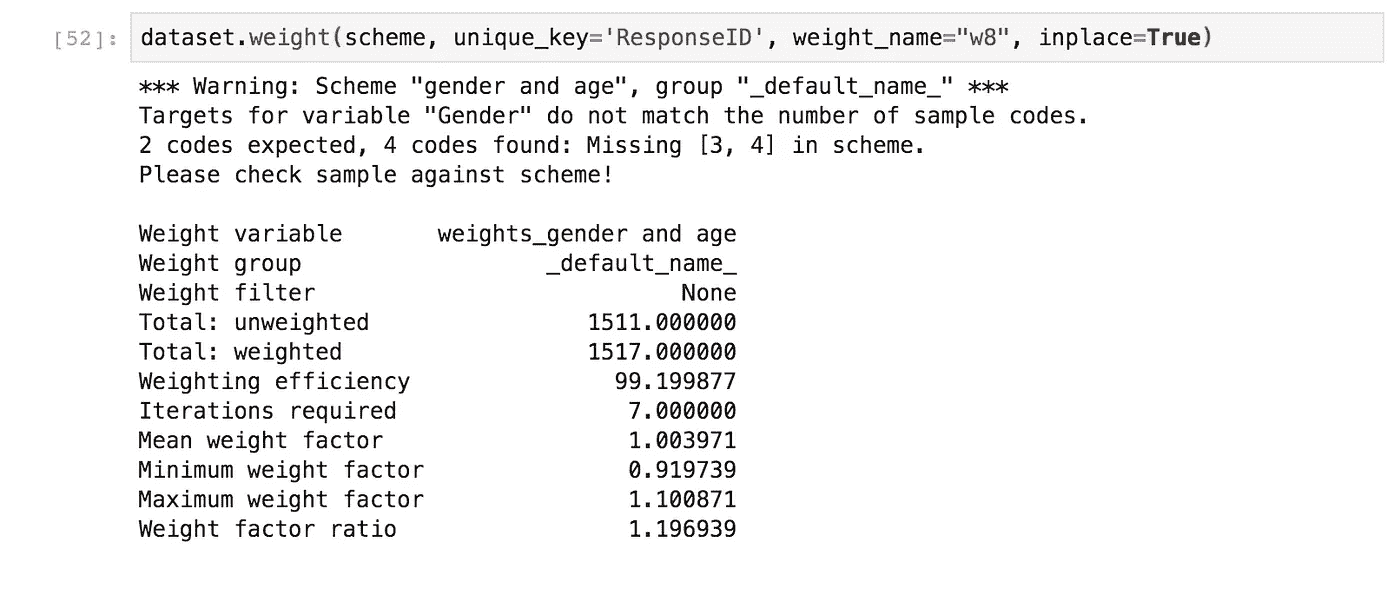 [52]: dataset.weight(scheme, unique_key='ResponseID', weight_name="w8", inplace=True)
*** Warning: Scheme "gender and age", group "_default_name_" ***
Targets for variable "Gender" do not match the number of sample codes.
2 codes expected, 4 codes found: Missing [3, 4] in scheme.
Please check sample against scheme!
Weight variable weights_gender and age
Weight group _default_name_
Weight filter None
Total: unweighted 1511.000000
Total: weighted 1517.000000
Weighting efficiency 99.199877
Iterations required 7.000000
Mean weight factor 1.003971
Minimum weight factor 0.919739
Maximum weight factor 1.100871
Weight factor ratio 1.196939